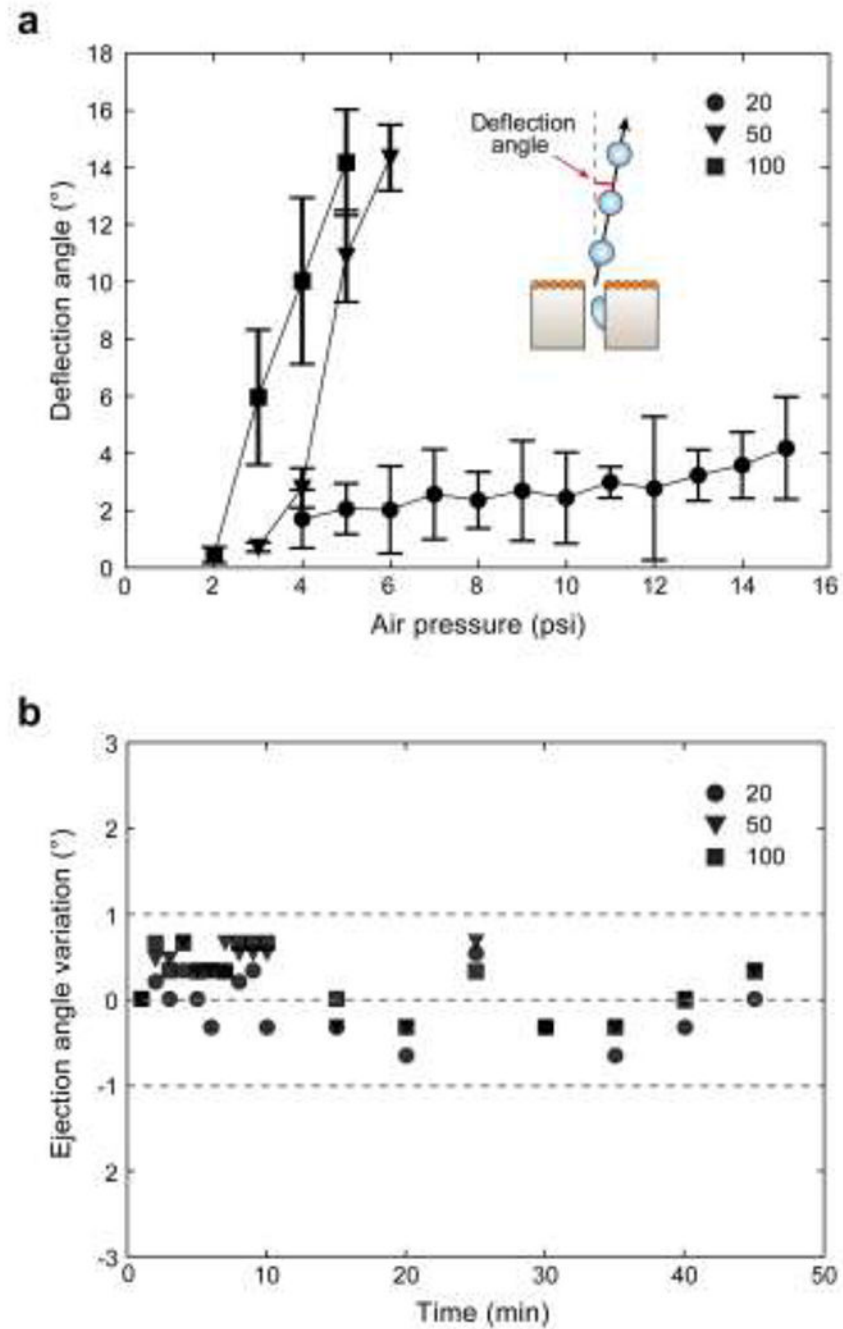 a
18
16
14
12
10
8
6
4
2
0
Deflection angle (°)
Deflection
angle
20
50
100
0 2 4 6 8 10 12 14 16
Air pressure (psi)
b
3
2
1
0
-1
2
-3
Ejection angle variation (°)
20
50
100
0 10 20 30 40 50
Time (min)